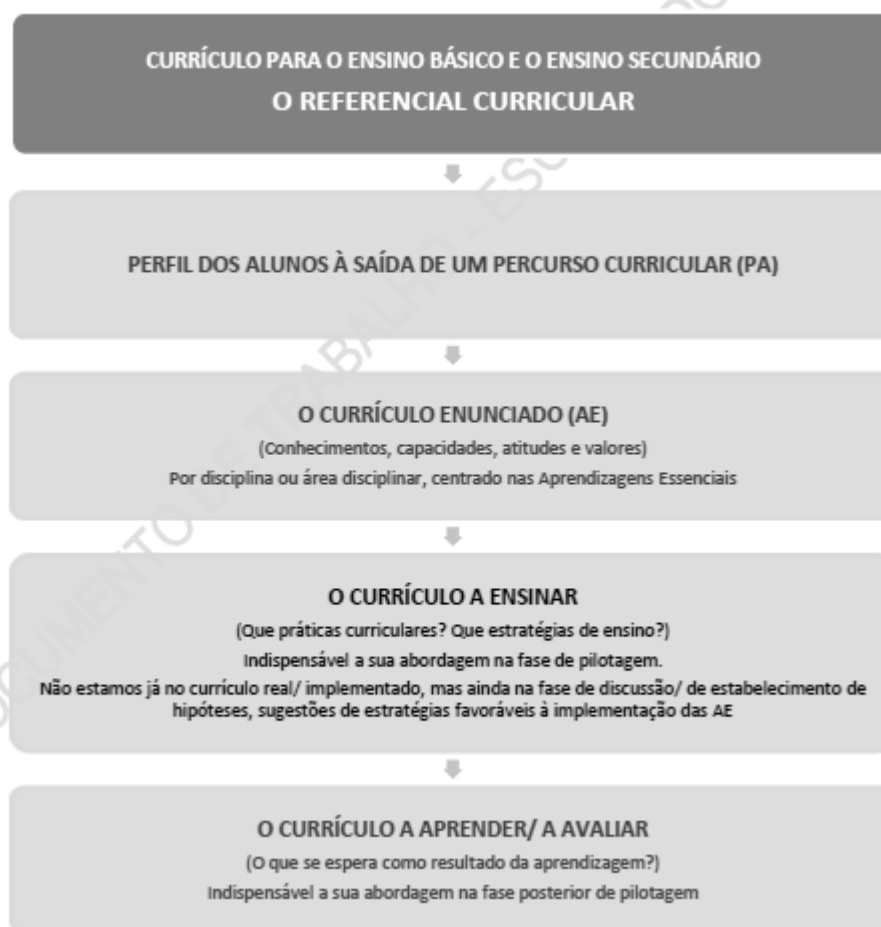 CURRÍCULO PARA O ENSINO BÁSICO E O ENSINO SECUNDÁRIO
O REFERENCIAL CURRICULAR
PERFIL DOS ALUNOS À SAÍDA DE UM PERCURSO CURRICULAR (PA)
O CURRÍCULO ENUNCIADO (AE)
(Conhecimentos, capacidades, atitudes e valores)
Por disciplina ou área disciplinar, centrado nas Aprendizagens Essenciais
O CURRÍCULO A ENSINAR
(Que práticas curriculares? Que estratégias de ensino?)
Indispensável a sua abordagem na fase de pilotagem.
Não estamos já no currículo real/ implementado, mas ainda na fase de discussão/ de estabelecimento de
hipóteses, sugestões de estratégias favoráveis à implementação das AE
O CURRÍCULO A APRENDER/ A AVALIAR
(O que se espera como resultado da aprendizagem?)
Indispensável a sua abordagem na fase posterior de pilotagem
DOCUMENTO DE TRABALHO - ESC